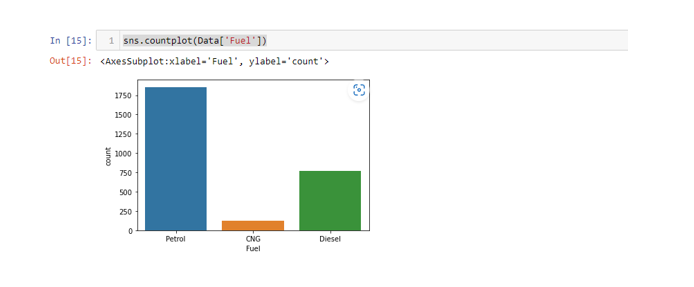 In [15]: 1 sns.countplot(Data['Fuel'])
Out[15]: <AxesSubplot:xlabel='Fuel', ylabel='count'>
1750
1500
1250
1000
750
500
250
0
count
Petrol CNG Diesel
Fuel